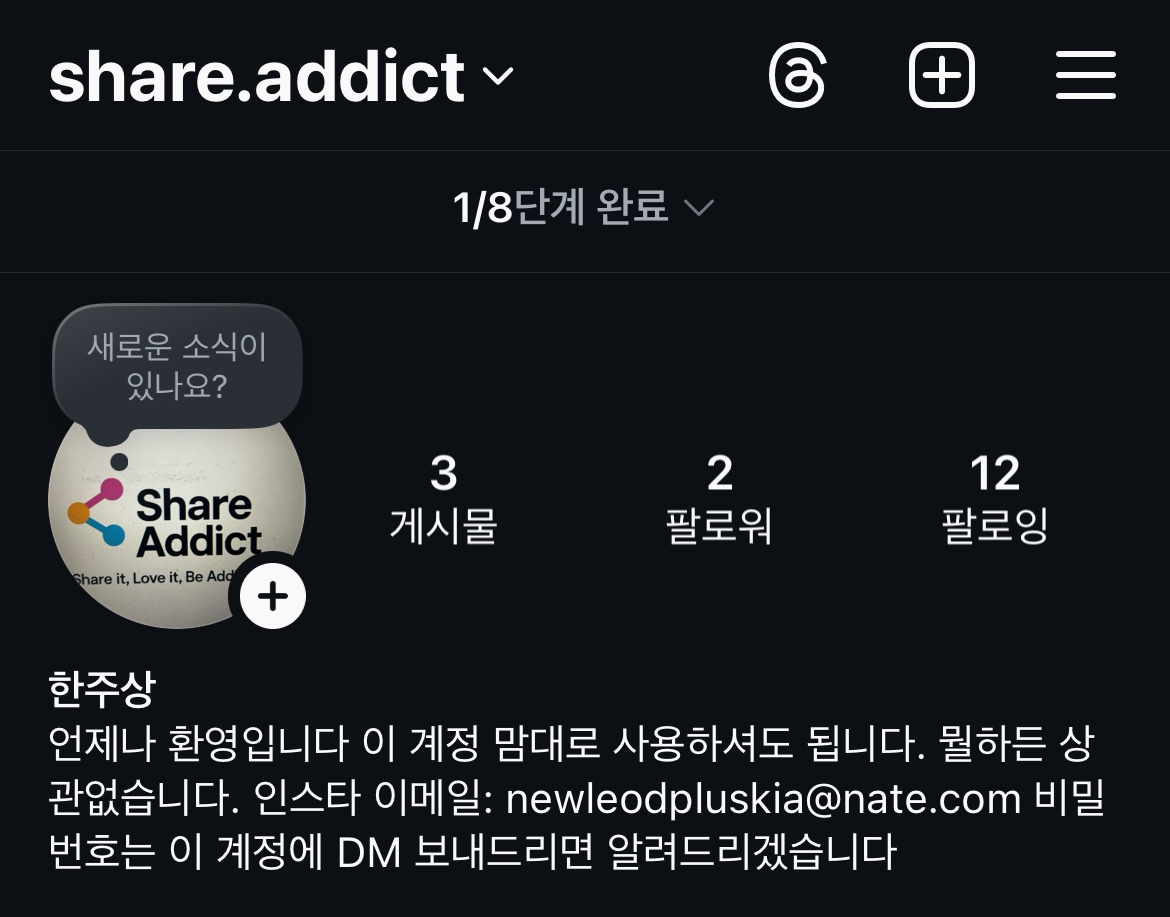 share.addict
1/8단계 완료
새로운 소식이
있나요?
Share
Addict
Share it, Love it, Be Add
3
게시물
2
팔로워
12
팔로잉
한주상
언제나 환영입니다 이 계정 맘대로 사용하셔도 됩니다. 뭘하든 상
관없습니다. 인스타 이메일: newleodpluskia@nate.com 비밀
번호는 이 계정에 DM 보내드리면 알려드리겠습니다